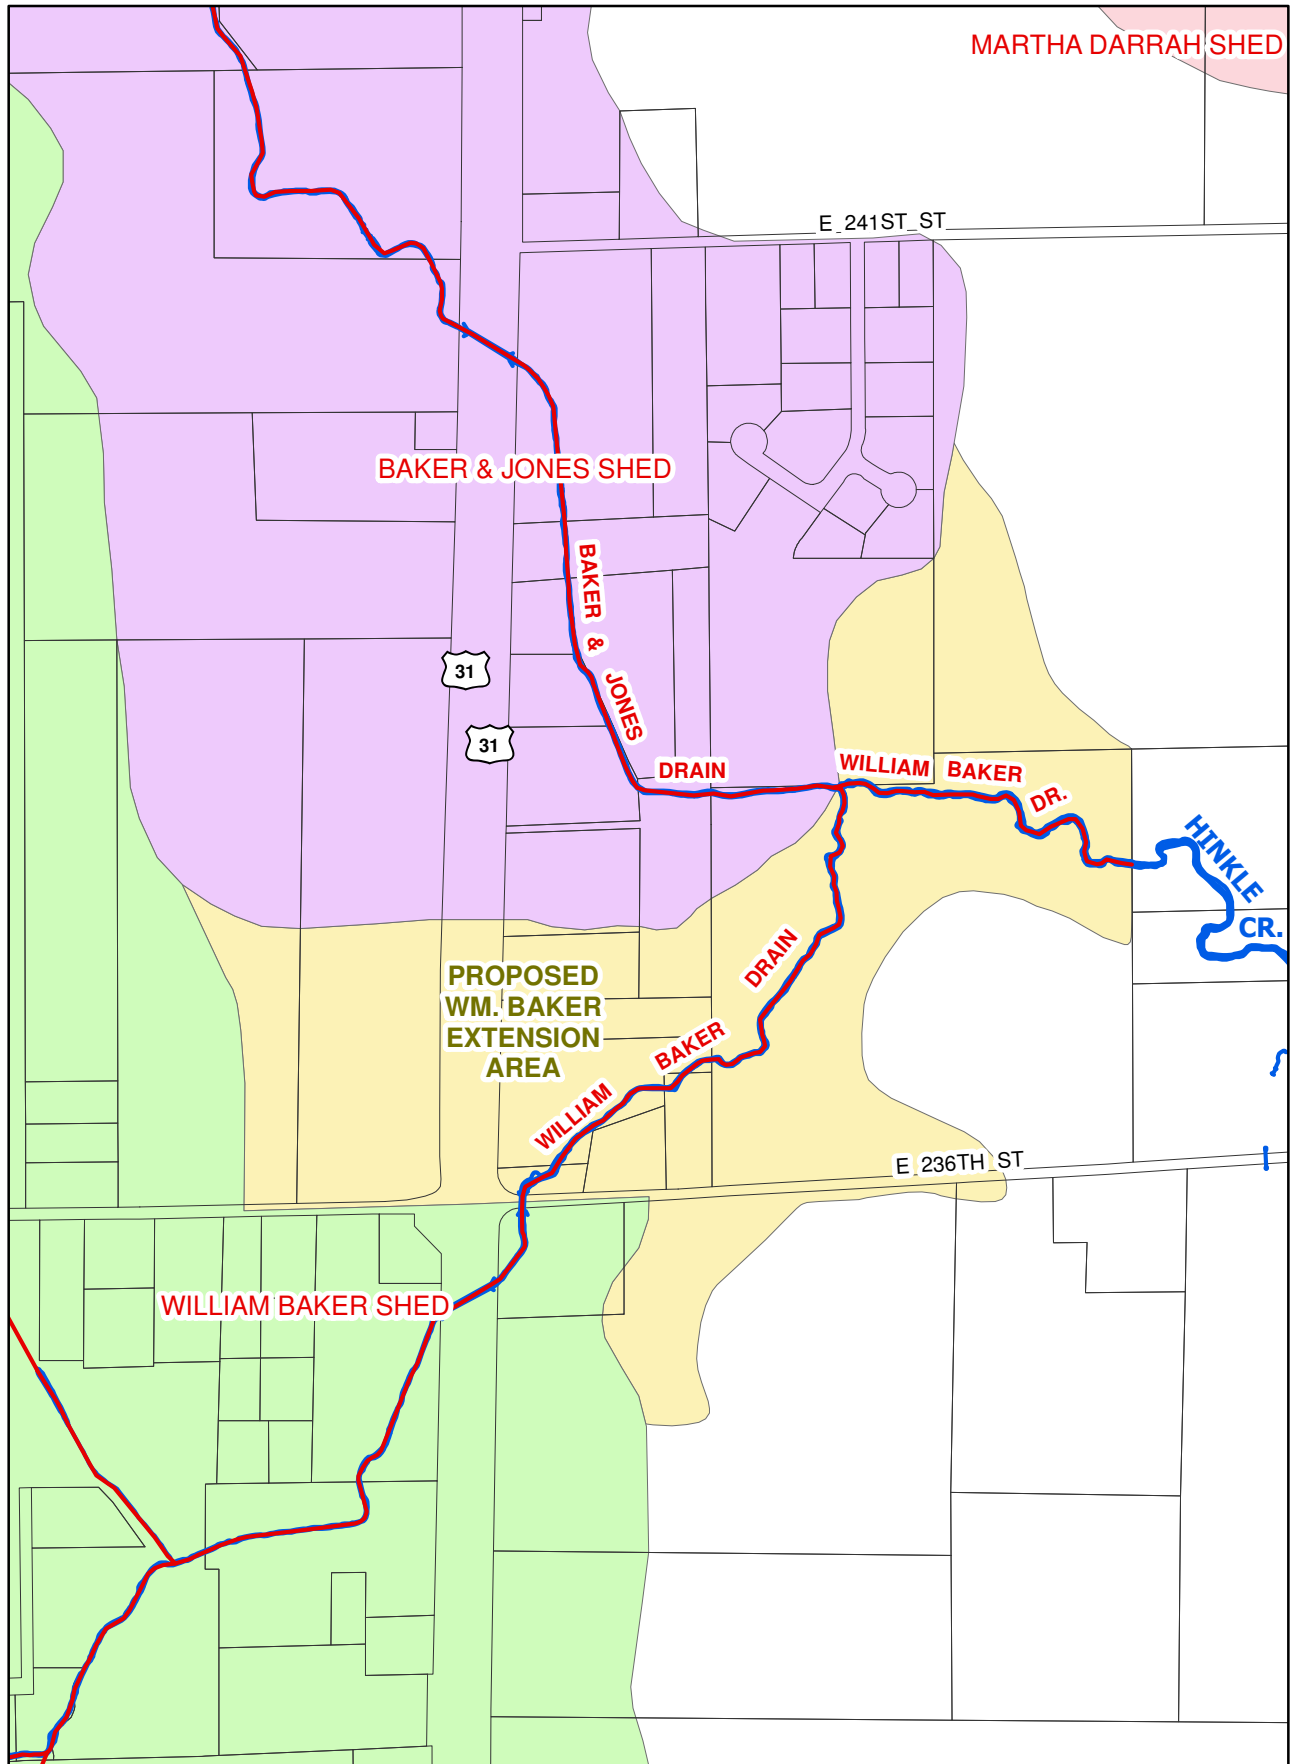 MARTHA DARRAH SHED
E 241ST ST
BAKER & JONES SHED
BAKER & JONES DRAIN
31
31
WILLIAM BAKER DR.
HINKLE CR.
PROPOSED
WM. BAKER
EXTENSION
AREA
WILLIAM BAKER DRAIN
E 236TH ST
WILLIAM BAKER SHED